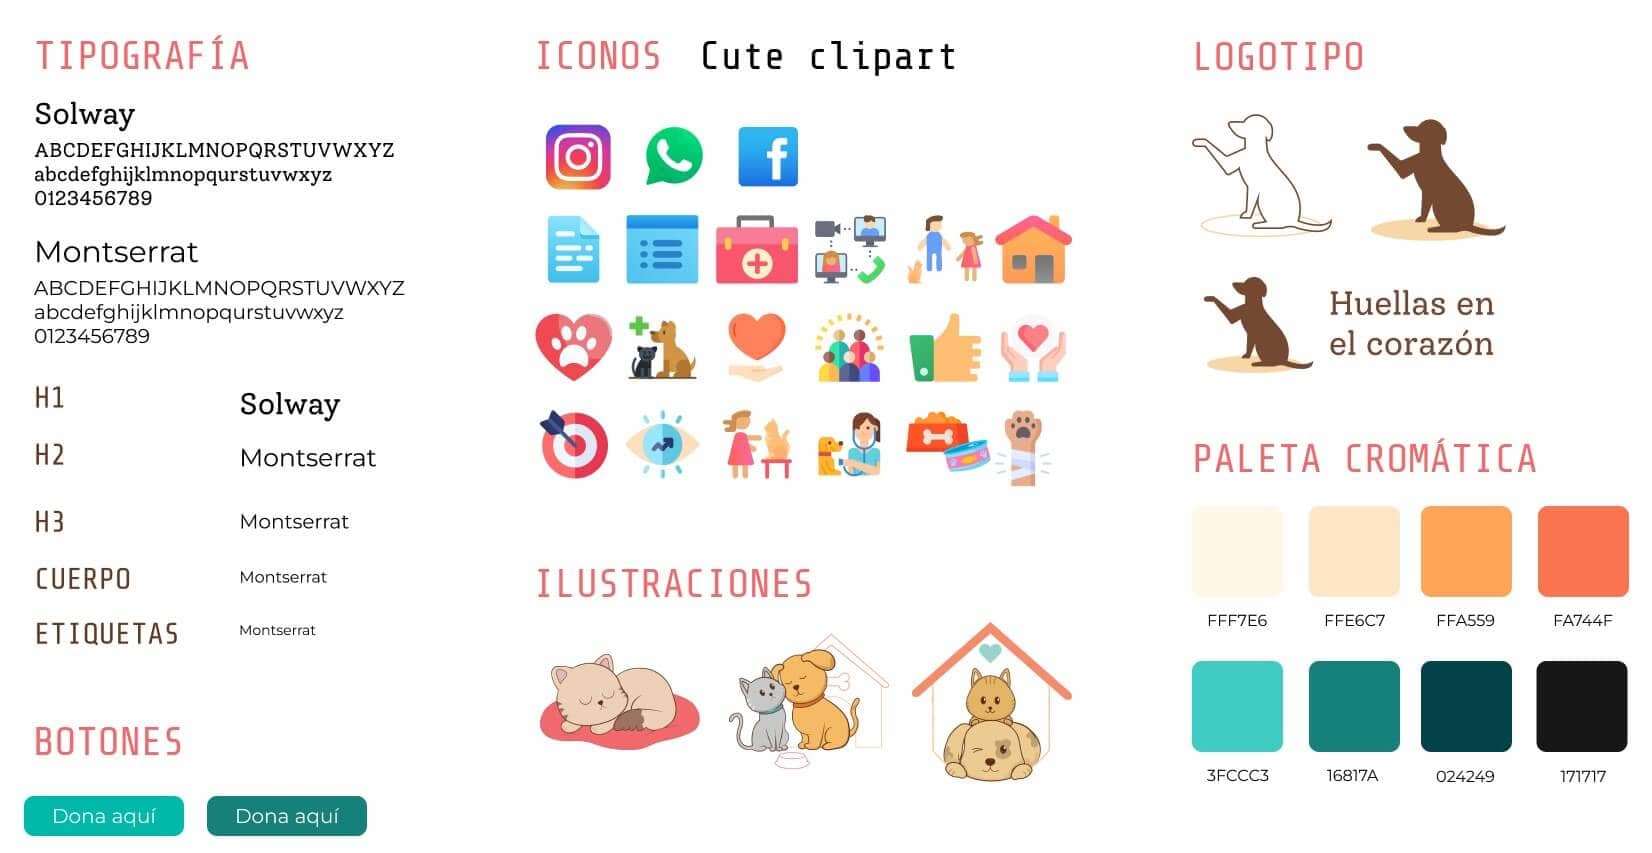 TIPOGRAFÍA
Solway
ABCDEFGHIJKLMNOPQRSTUVWXYZ
abcdefghijklmnopqurstuvwxyz
0123456789
Montserrat
ABCDEFGHIJKLMNOPQRSTUVWXYZ
abcdefghijklmnopqurstuvwxyz
0123456789
H1 Solway
H2 Montserrat
H3 Montserrat
CUERPO Montserrat
ETIQUETAS Montserrat
BOTONES
Dona aquí Dona aquí
ICONOS Cute clipart
ILUSTRACIONES
LOGOTIPO
Huellas en
el corazón
PALETA CROMÁTICA
FFF7E6 FFE6C7 FFA559 FA744F
3FCCC3 16817A 024249 171717